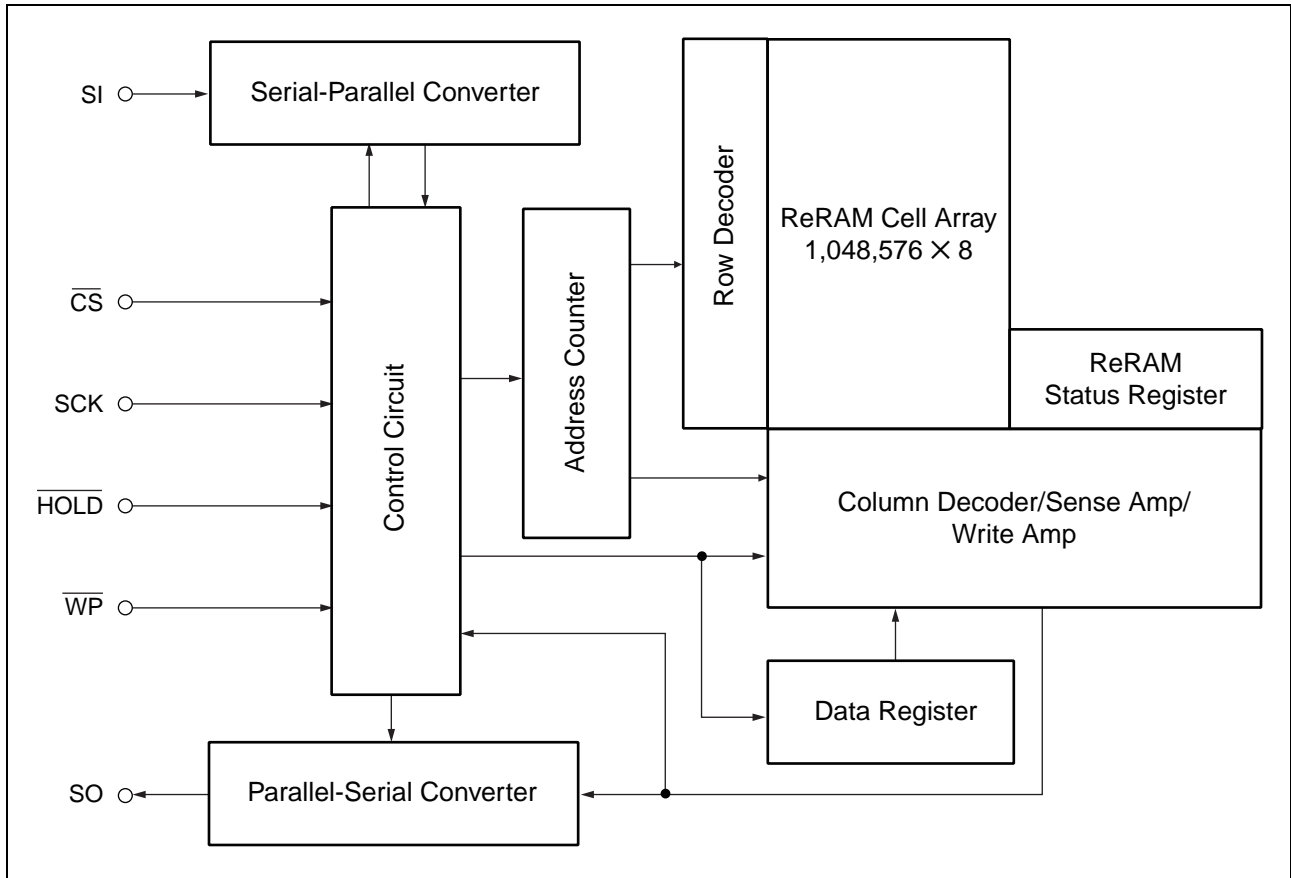 SI
Serial-Parallel Converter
Row Decoder
ReRAM Cell Array
1,048,576 × 8
CS
SCK
HOLD
WP
Control Circuit
Address Counter
ReRAM
Status Register
Column Decoder/Sense Amp/
Write Amp
Data Register
SO
Parallel-Serial Converter